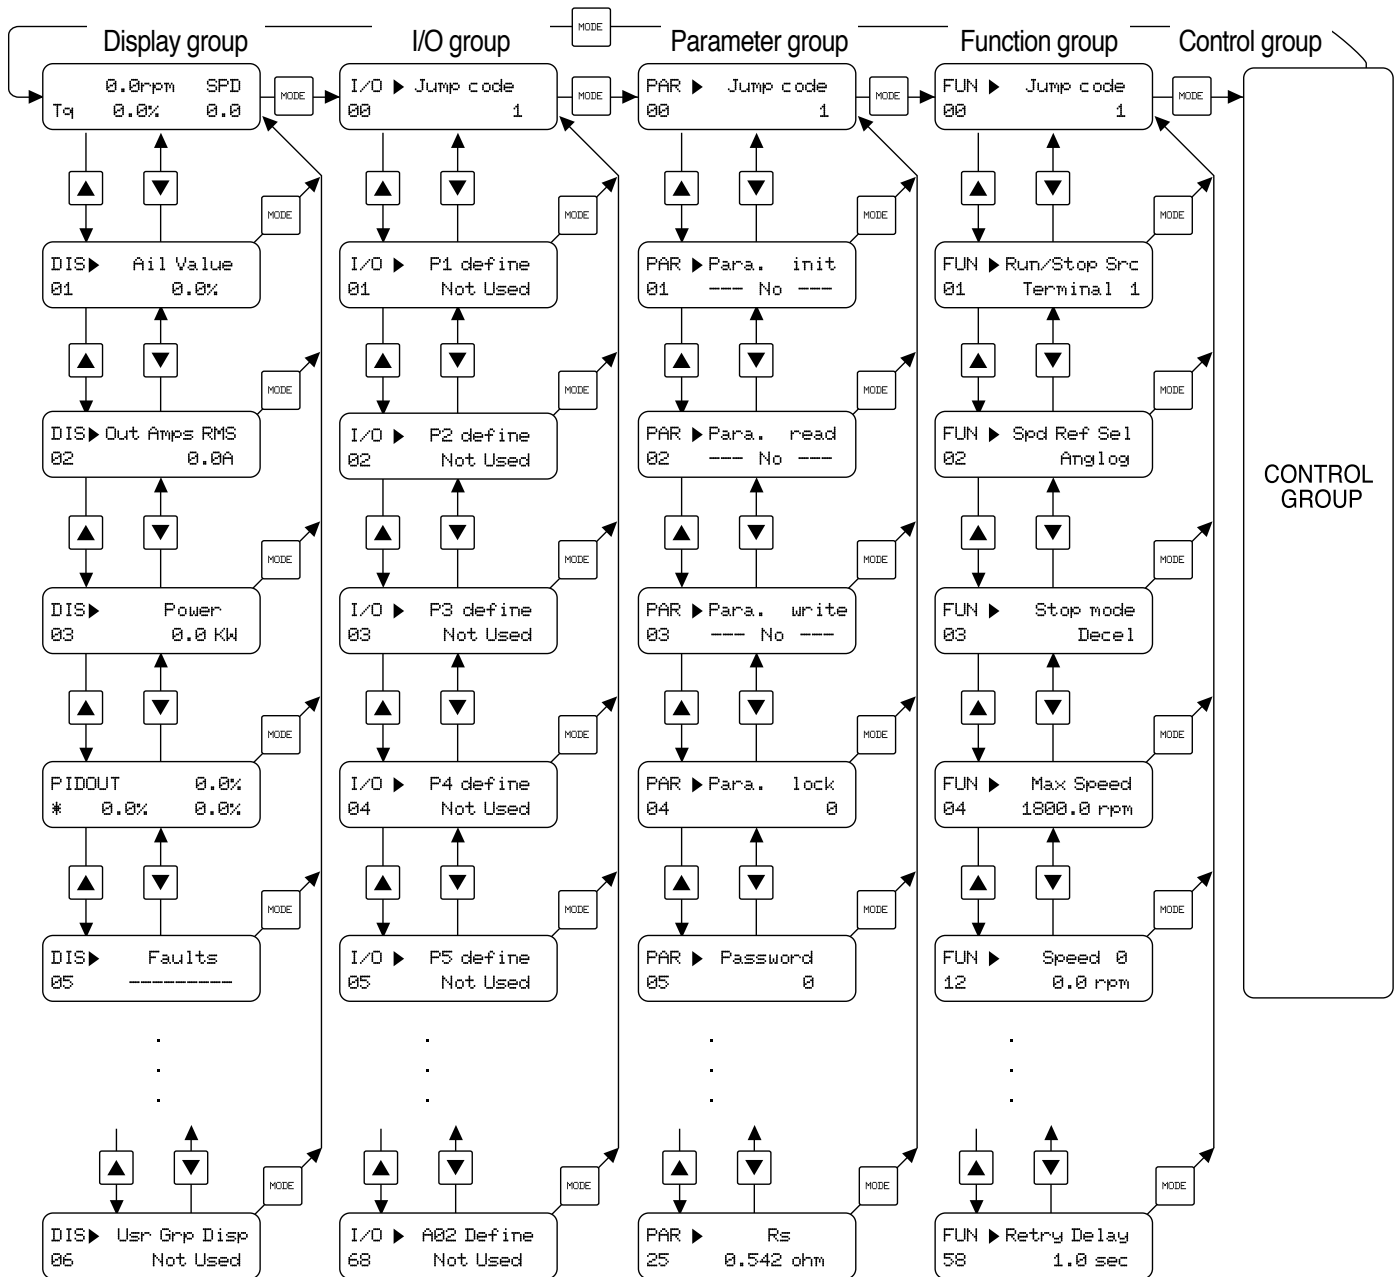 MODE
Display group I/O group Parameter group Function group Control group
0.0rpm SPD
Tq 0.0% 0.0
MODE
I/O ▶ Jump code
00 1
MODE
PAR ▶ Jump code
00 1
MODE
FUN ▶ Jump code
00 1
MODE
CONTROL
GROUP
▲ ▼ MODE ▲ ▼ MODE ▲ ▼ MODE ▲ ▼ MODE
DIS▶ Ail Value
01 0.0%
I/O ▶ P1 define
01 Not Used
PAR ▶Para. init
01 --- No ---
FUN ▶Run/Stop Src
01 Terminal 1
▲ ▼ MODE ▲ ▼ MODE ▲ ▼ MODE ▲ ▼ MODE
DIS▶Out Amps RMS
02 0.0A
I/O ▶ P2 define
02 Not Used
PAR ▶Para. read
02 --- No ---
FUN ▶ Spd Ref Sel
02 Anglog
▲ ▼ MODE ▲ ▼ MODE ▲ ▼ MODE ▲ ▼ MODE
DIS▶ Power
03 0.0 KW
I/O ▶ P3 define
03 Not Used
PAR ▶Para. write
03 --- No ---
FUN ▶ Stop mode
03 Decel
▲ ▼ MODE ▲ ▼ MODE ▲ ▼ MODE ▲ ▼ MODE
PIDOUT 0.0%
* 0.0% 0.0%
I/O ▶ P4 define
04 Not Used
PAR ▶Para. lock
04 0
FUN ▶ Max Speed
04 1800.0 rpm
▲ ▼ MODE ▲ ▼ MODE ▲ ▼ MODE ▲ ▼ MODE
DIS▶ Faults
05 ---------
I/O ▶ P5 define
05 Not Used
PAR ▶ Password
05 0
FUN ▶ Speed 0
12 0.0 rpm
. . . .
. . . .
. . . .
▲ ▼ MODE ▲ ▼ MODE ▲ ▼ MODE ▲ ▼ MODE
DIS▶ Usr Grp Disp
06 Not Used
I/O ▶ A02 Define
68 Not Used
PAR ▶ Rs
25 0.542 ohm
FUN ▶Retry Delay
58 1.0 sec